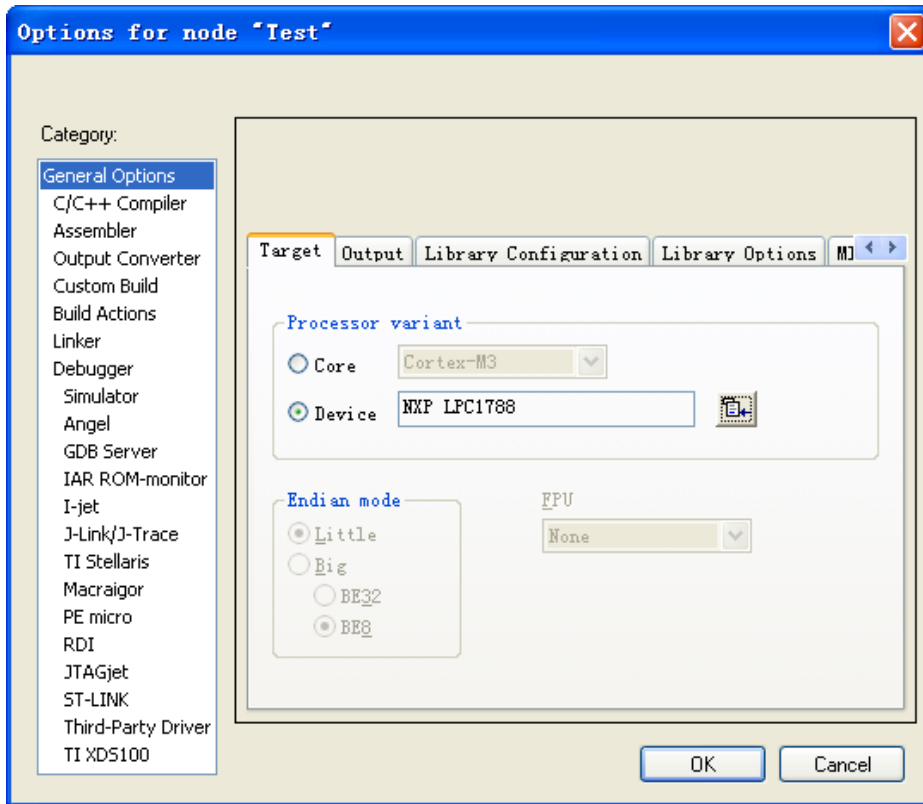 Options for node "Test"
Category:
General Options
C/C++ Compiler
Assembler
Output Converter
Custom Build
Build Actions
Linker
Debugger
Simulator
Angel
GDB Server
IAR ROM-monitor
I-jet
J-Link/J-Trace
TI Stellaris
Macraigor
PE micro
RDI
JTAGjet
ST-LINK
Third-Party Driver
TI XDS100
Target Output Library Configuration Library Options
Processor variant
Core Cortex-M3
Device NXP LPC1788
Endian mode
Little
Big
BE32
BE8
FPU
None
OK Cancel